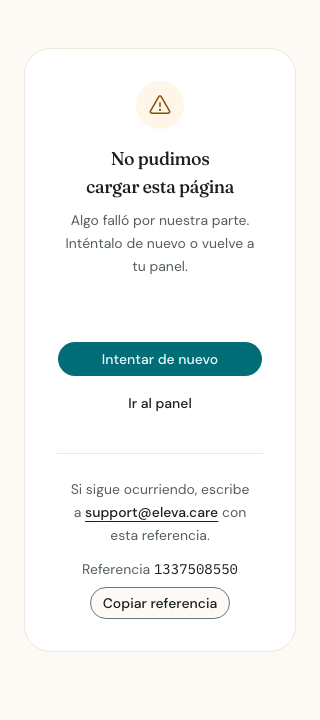 No pudimos
cargar esta página
Algo falló por nuestra parte.
Inténtalo de nuevo o vuelve a
tu panel.
Intentar de nuevo
Ir al panel
Si sigue ocurriendo, escribe
a support@eleva.care con
esta referencia.
Referencia 1337508550
Copiar referencia